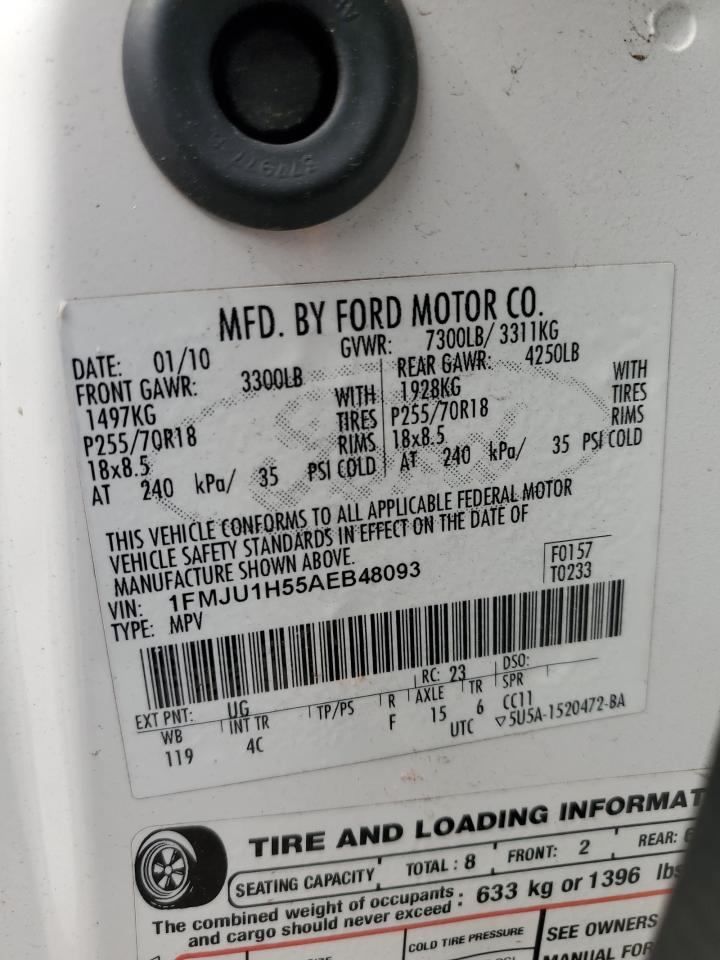 MFD. BY FORD MOTOR CO.
DATE: 01/10 GVWR: 7300LB/ 3311KG
FRONT GAWR: 3300LB REAR GAWR: 4250LB
1497KG WITH 1928KG WITH
P255/70R18 TIRES P255/70R18 TIRES
18x8.5 RIMS 18x8.5 RIMS
AT 240 kPa/ 35 PSI COLD AT 240 kPa/ 35 PSI COLD
THIS VEHICLE CONFORMS TO ALL APPLICABLE FEDERAL MOTOR
VEHICLE SAFETY STANDARDS IN EFFECT ON THE DATE OF
MANUFACTURE SHOWN ABOVE.
VIN: 1FMJU1H55AEB48093 F0157
TYPE: MPV T0233
EXT PNT: UG RC: 23 DSO:
WB INT TR TP/PS R AXLE TR SPR
119 4C F 15 6 CC11
UTC ▽5U5A-1520472-BA
TIRE AND LOADING INFORMAT
SEATING CAPACITY TOTAL : 8 FRONT: 2 REAR: 6
The combined weight of occupants
and cargo should never exceed : 633 kg or 1396 lbs
COLD TIRE PRESSURE SEE OWNERS
MANUAL FOR